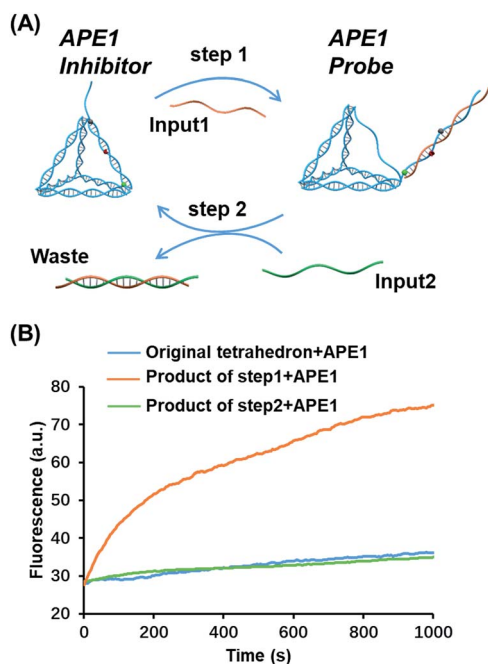 (A)
APE1
Inhibitor
step 1
Input1
APE1
Probe
step 2
Waste
Input2
(B)
Original tetrahedron+APE1
Product of step1+APE1
Product of step2+APE1
Fluorescence (a.u.)
80
70
60
50
40
30
20
0
200
400
600
800
1000
Time (s)